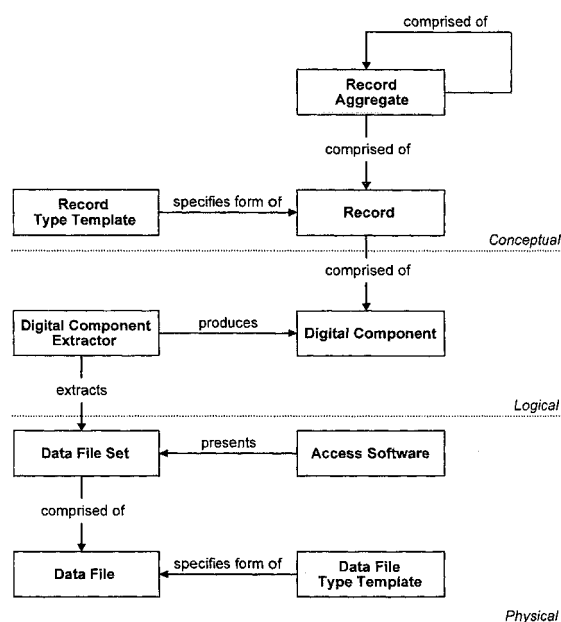 comprised of
Record
Aggregate
comprised of
Record
Type Template
specifies form of
Record
Conceptual
comprised of
Digital Component
Extractor
produces
Digital Component
extracts
Logical
Data File Set
presents
Access Software
comprised of
Data File
specifies form of
Data File
Type Template
Physical